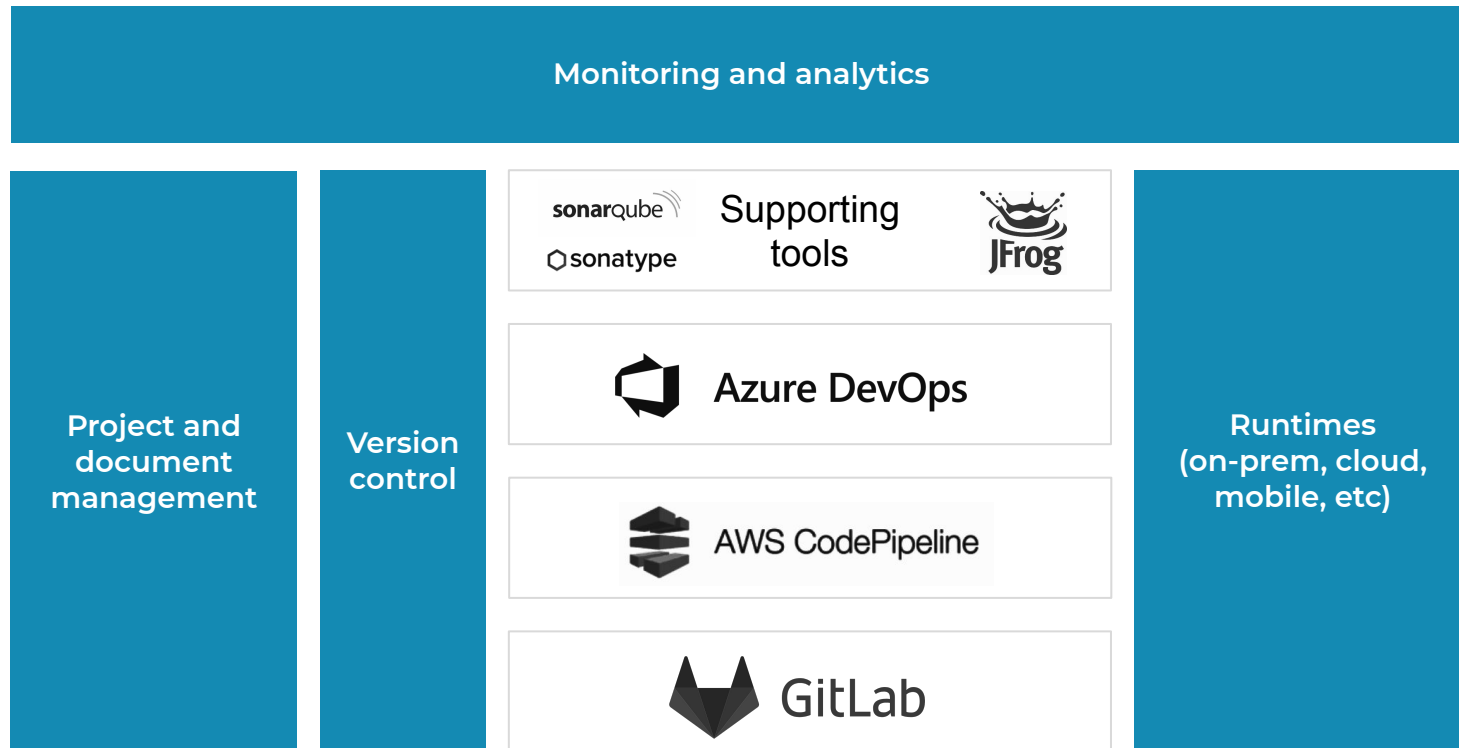 Monitoring and analytics
Project and
document
management
Version
control
sonarqube
sonatype
Supporting
tools
JFrog
Azure DevOps
AWS CodePipeline
GitLab
Runtimes
(on-prem, cloud,
mobile, etc)